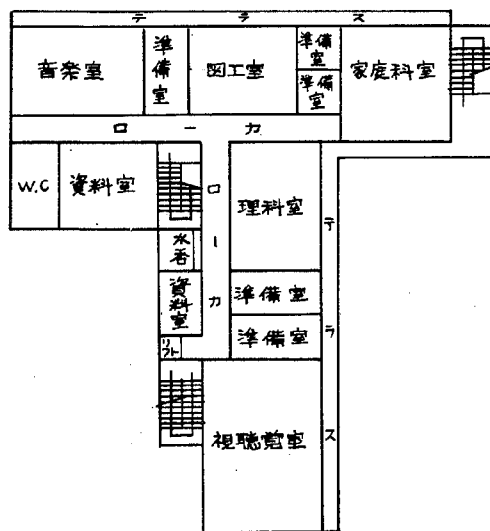 テラス
音楽室
準備室
図工室
準備室
準備室
家庭科室
ローカ
W.C
資料室
ローカ
理科室
テラス
水呑
資料室
準備室
準備室
リフト
視聴覚室